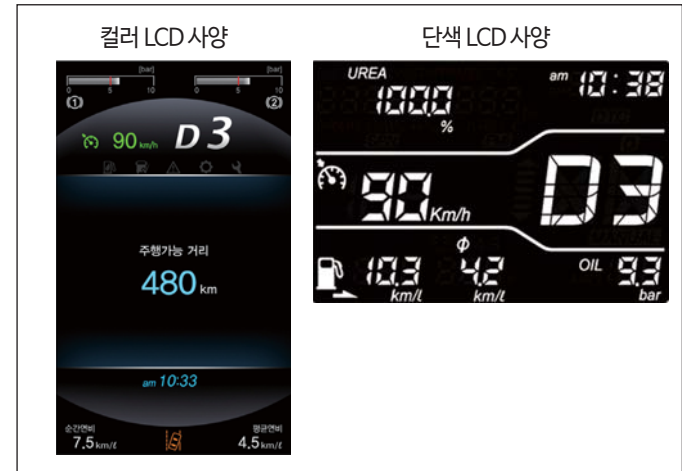 컬러 LCD 사양
[bar] [bar]
0 5 10 0 5 10
① ②
90 km/h D 3
주행가능 거리
480 km
am 10:33
순간연비 평균연비
7.5 km/ℓ 4.5 km/ℓ
단색 LCD 사양
UREA am 10:38
100.0
%
90 Km/h D3
Φ
10.3 4.2 OIL 9.3
km/ℓ km/ℓ bar